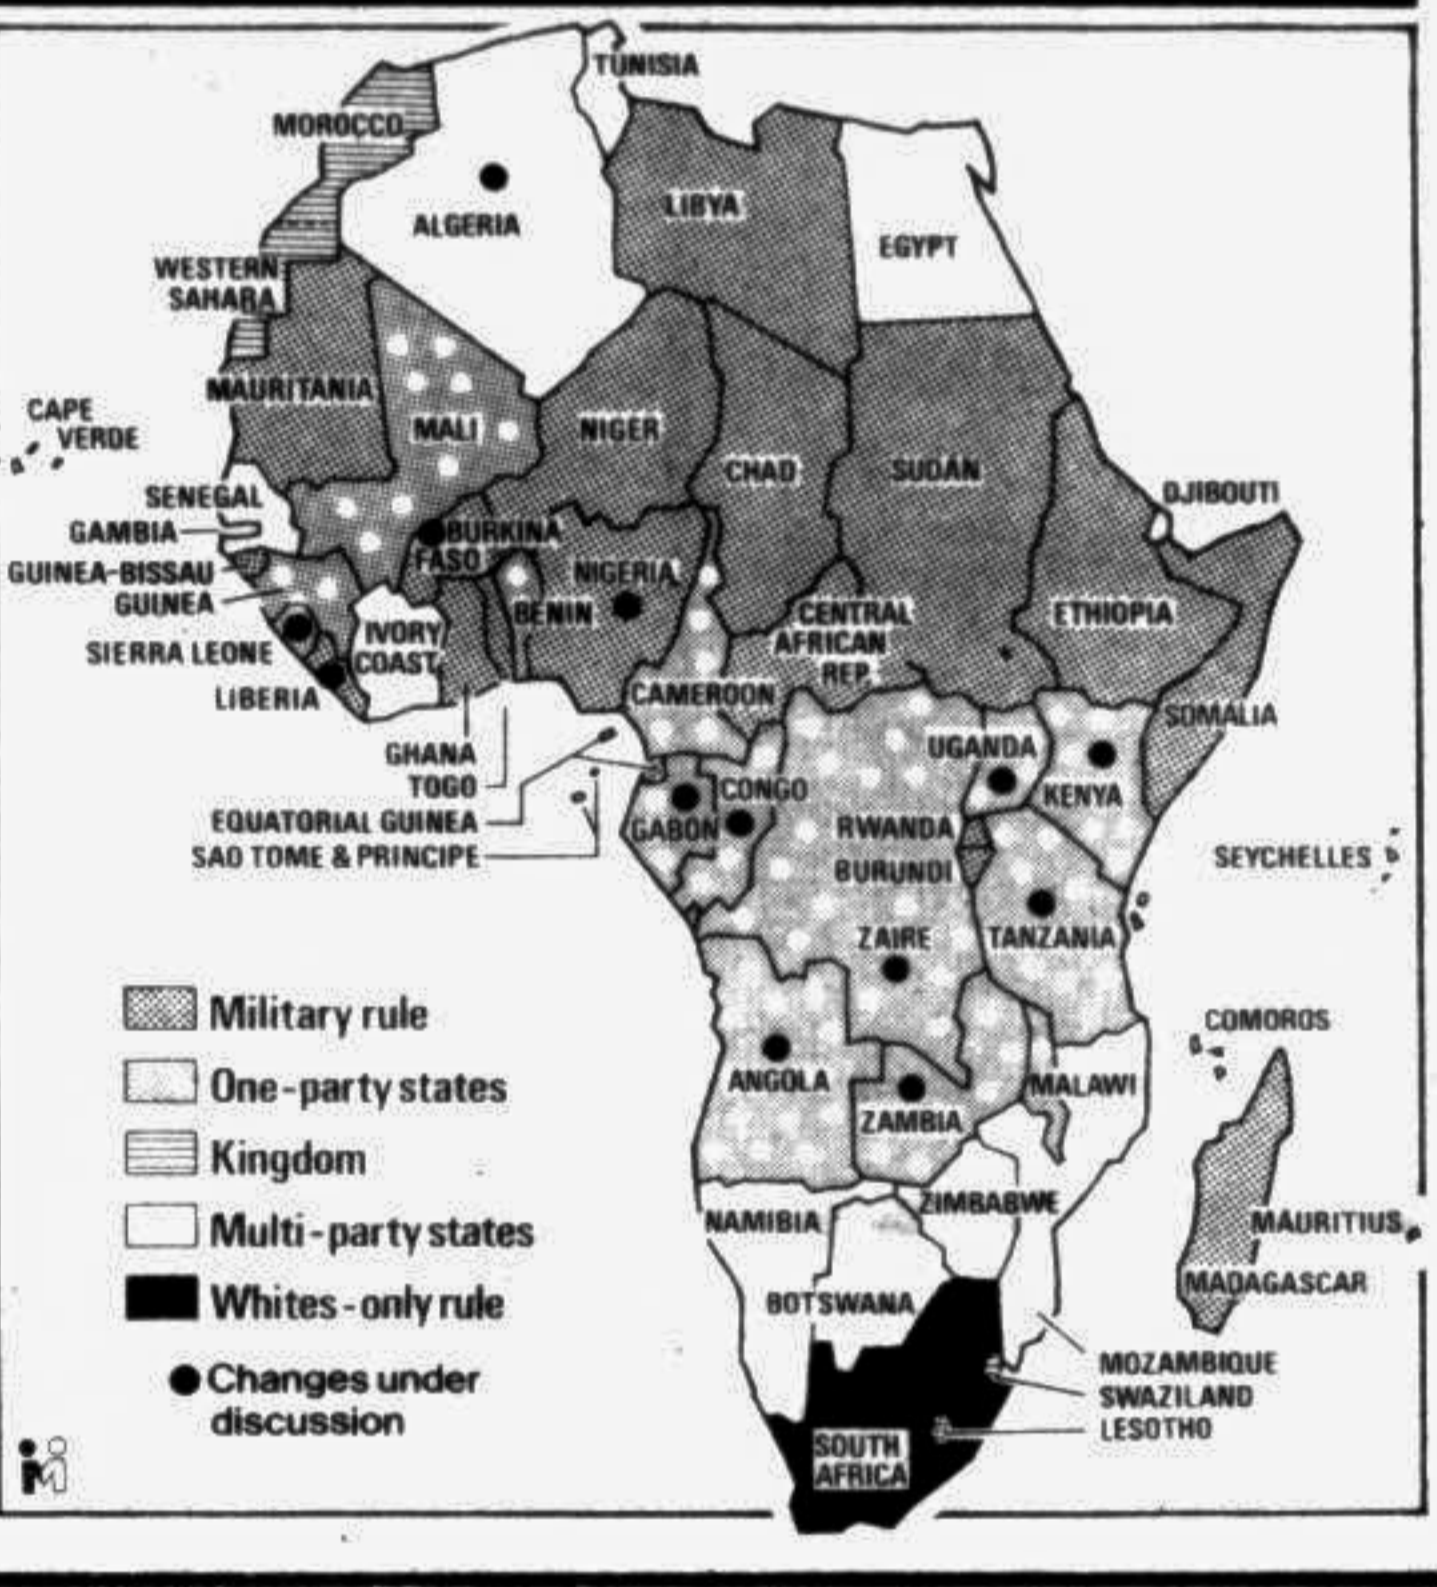 TUNISIA
MOROCCO
ALGERIA
LIBYA
EGYPT
WESTERN
SAHARA
MAURITANIA
MALI
NIGER
CHAD
SUDAN
CAPE
VERDE
SENEGAL
GAMBIA
GUINEA-BISSAU
GUINEA
SIERRA LEONE
LIBERIA
IVORY
COAST
BURKINA
FASO
BENIN
NIGERIA
CENTRAL
AFRICAN
REP.
ETHIOPIA
DJIBOUTI
SOMALIA
CAMEROON
GHANA
TOGO
EQUATORIAL GUINEA
SAO TOME & PRINCIPE
GABON
CONGO
UGANDA
KENYA
RWANDA
BURUNDI
ZAIRE
TANZANIA
SEYCHELLES
COMOROS
ANGOLA
ZAMBIA
MALAWI
NAMIBIA
ZIMBABWE
BOTSWANA
MAURITIUS
MADAGASCAR
MOZAMBIQUE
SWAZILAND
LESOTHO
SOUTH
AFRICA
Military rule
One-party states
Kingdom
Multi-party states
Whites-only rule
Changes under
discussion